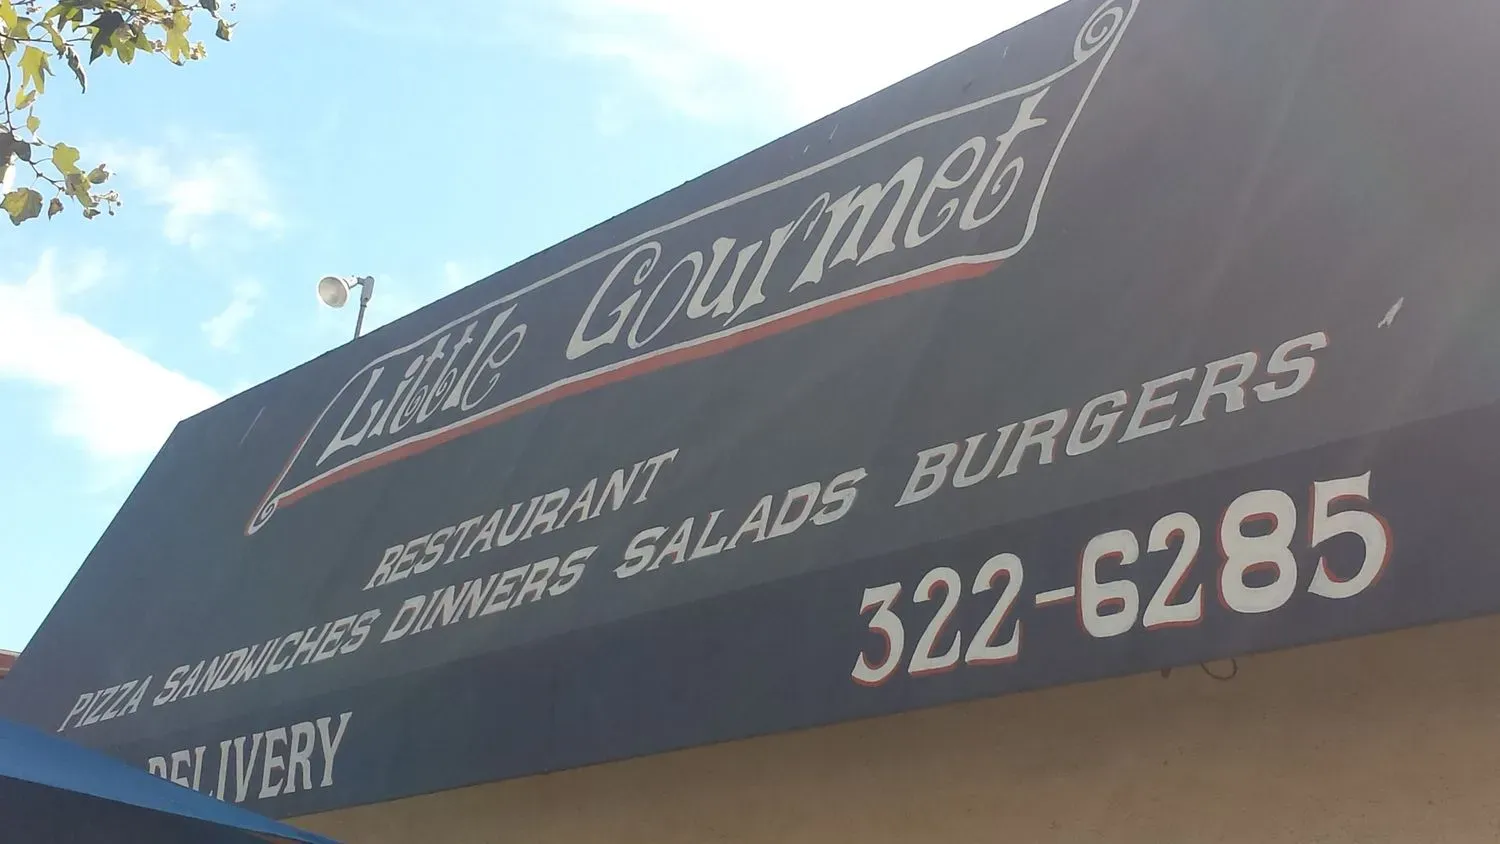 Little Gourmet
RESTAURANT
PIZZA SANDWICHES DINNERS SALADS BURGERS
DELIVERY 322-6285